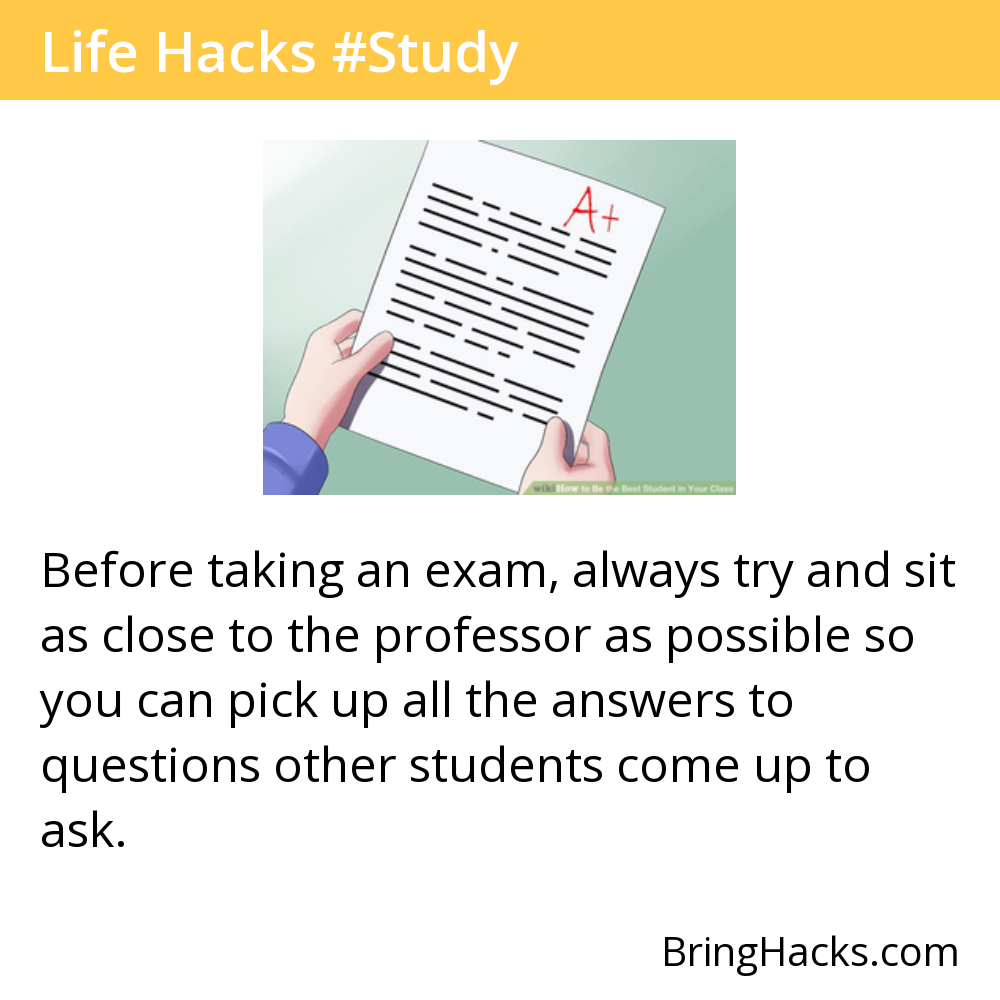 Life Hacks #Study
A+
wikiHow to Be the Best Student in Your Class
Before taking an exam, always try and sit
as close to the professor as possible so
you can pick up all the answers to
questions other students come up to
ask.
BringHacks.com